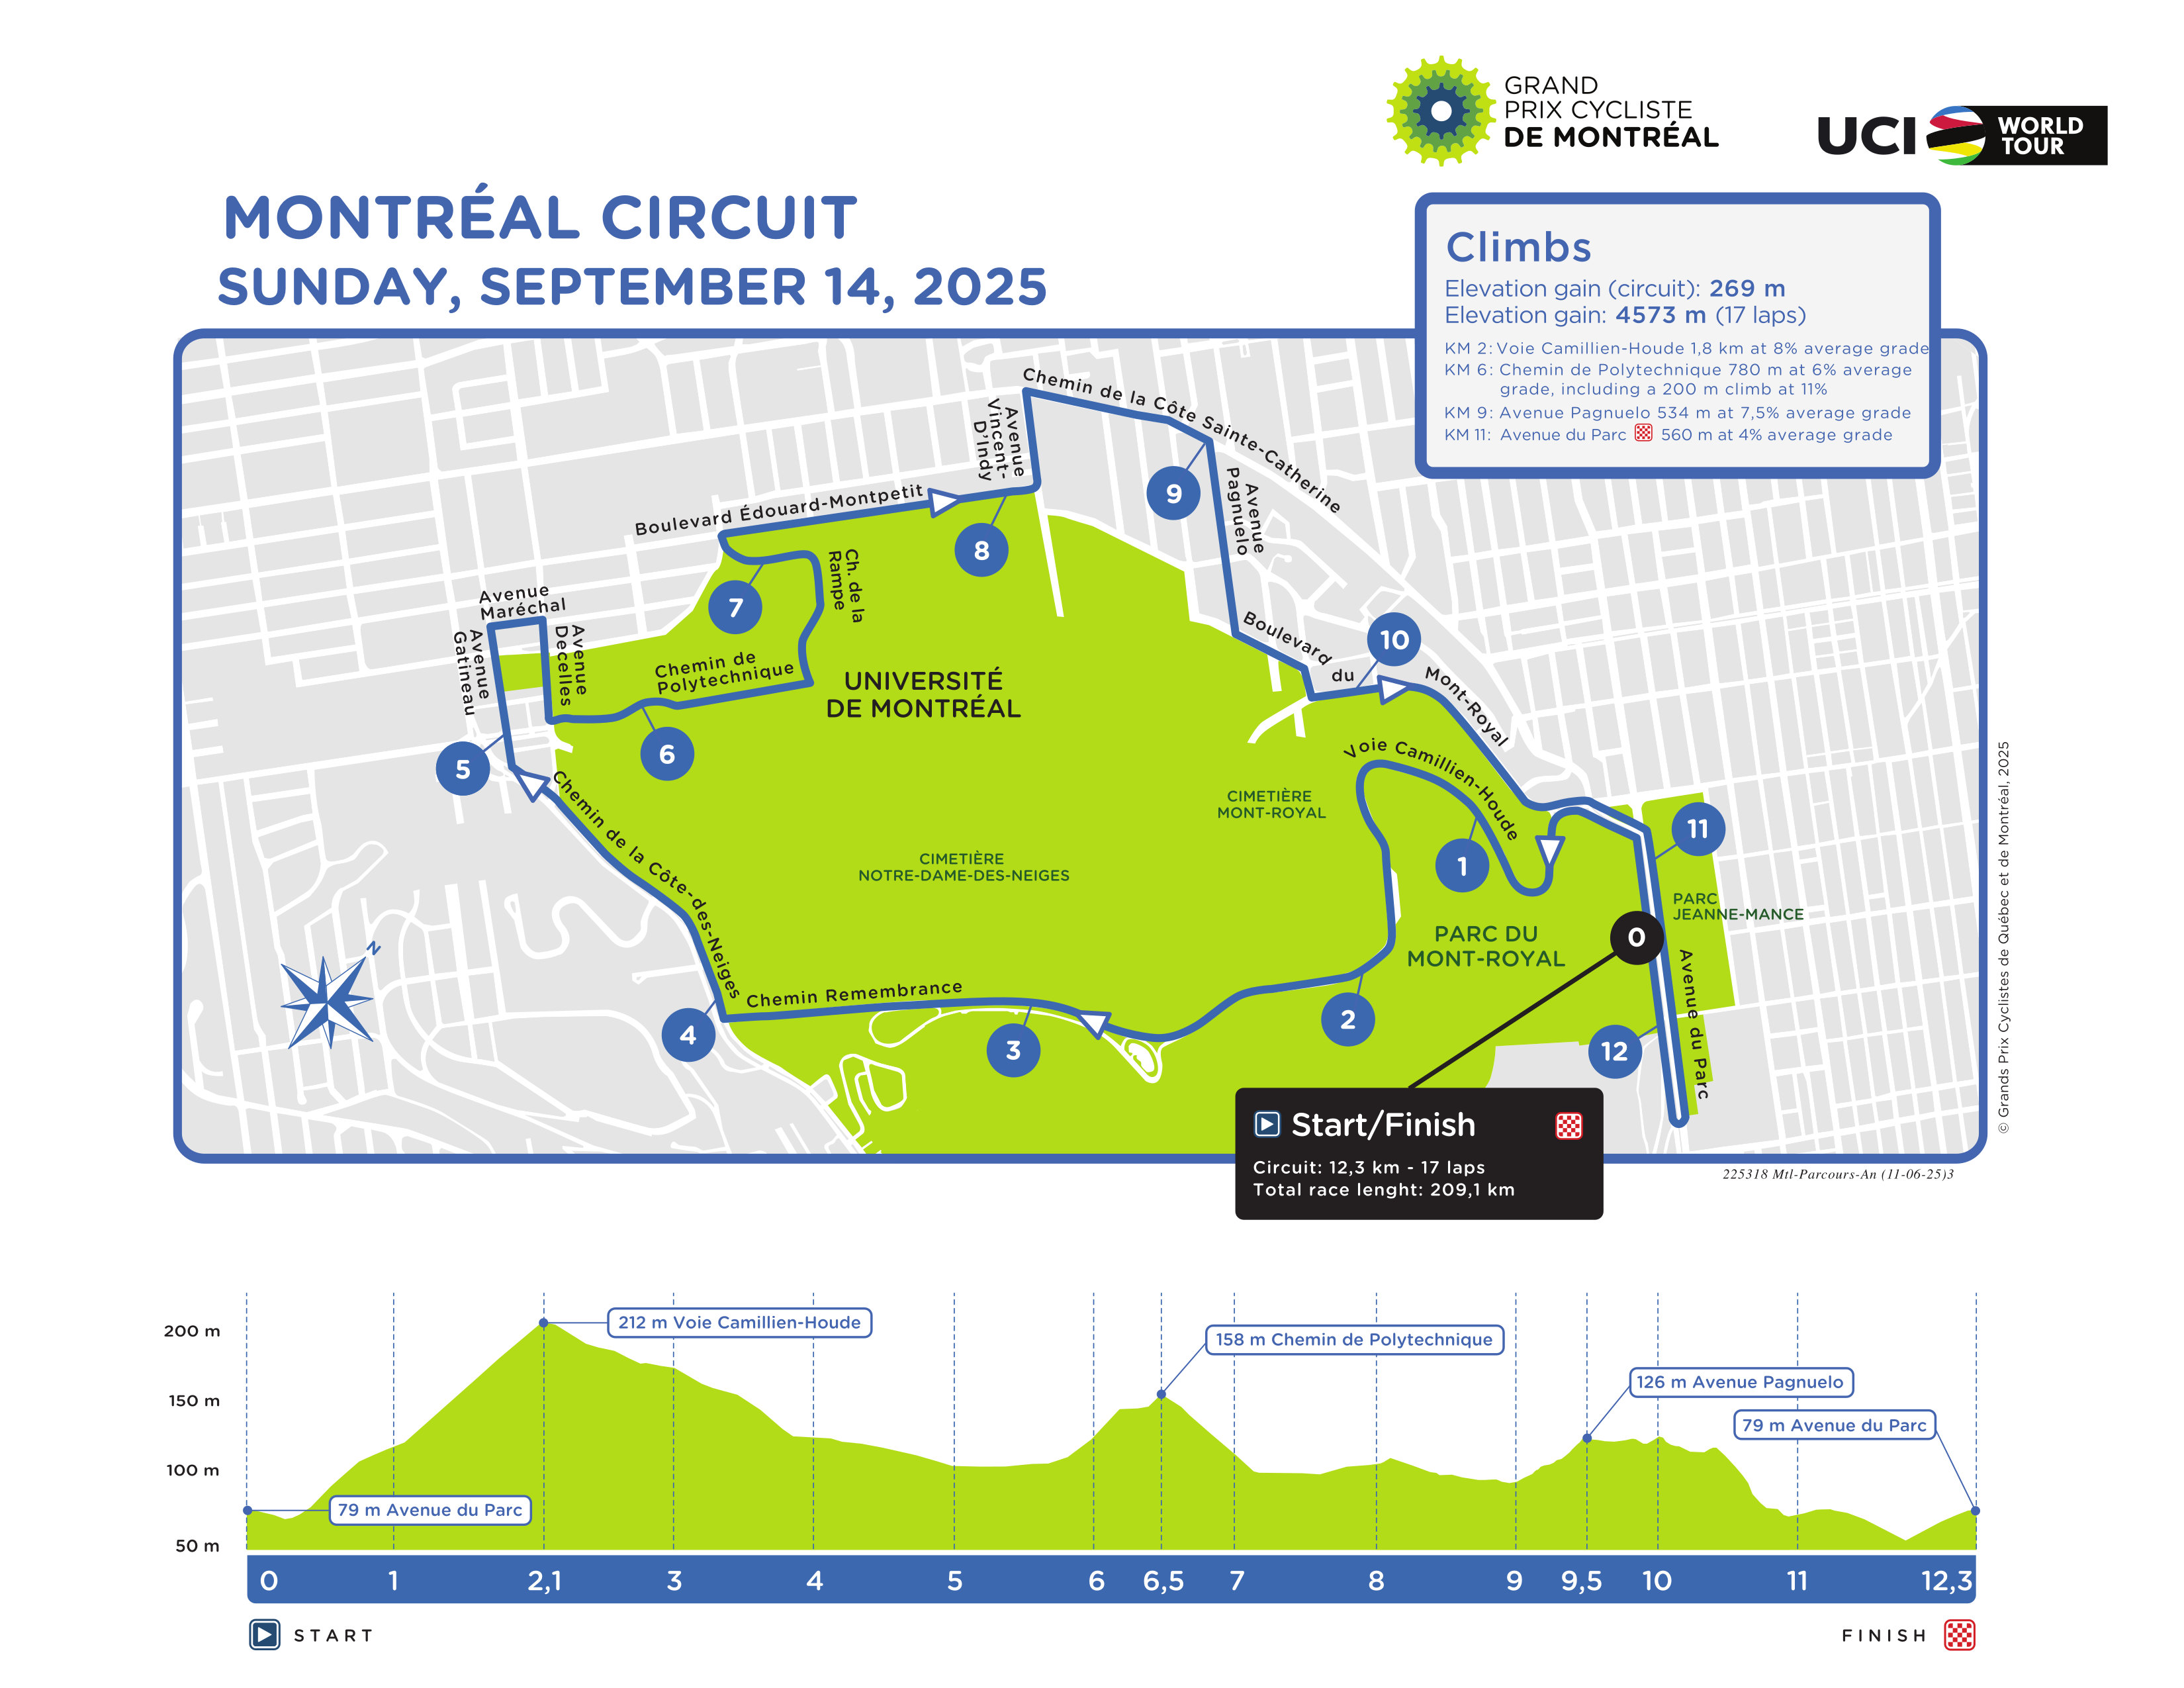 GRAND
PRIX CYCLISTE
DE MONTRÉAL
UCI WORLD
TOUR
MONTRÉAL CIRCUIT
SUNDAY, SEPTEMBER 14, 2025
Climbs
Elevation gain (circuit): 269 m
Elevation gain: 4573 m (17 laps)
KM 2: Voie Camillien-Houde 1,8 km at 8% average grade
KM 6: Chemin de Polytechnique 780 m at 6% average
grade, including a 200 m climb at 11%
KM 9: Avenue Pagnuelo 534 m at 7,5% average grade
KM 11: Avenue du Parc 560 m at 4% average grade
Chemin de la Côte Sainte-Catherine
Avenue
Vincent-
D'Indy
Boulevard Édouard-Montpetit
9
Avenue
Pagnuelo
8
Ch. de la
Rampe
7
Avenue
Maréchal
Avenue
Gatineau
Avenue
Decelles
Chemin de
Polytechnique
UNIVERSITÉ
DE MONTRÉAL
Boulevard
du
Mont-Royal
10
6
5
Voie Camillien-Houde
CIMETIÈRE
MONT-ROYAL
11
1
Chemin de la Côte-des-Neiges
CIMETIÈRE
NOTRE-DAME-DES-NEIGES
PARC
JEANNE-MANCE
PARC DU
MONT-ROYAL
0
N
Avenue du Parc
Chemin Remembrance
4
3
2
12
Start/Finish
Circuit: 12,3 km - 17 laps
Total race lenght: 209,1 km
© Grands Prix Cyclistes de Québec et de Montréal, 2025
225318 Mtl-Parcours-An (11-06-25)3
200 m
150 m
100 m
50 m
212 m Voie Camillien-Houde
158 m Chemin de Polytechnique
126 m Avenue Pagnuelo
79 m Avenue du Parc
79 m Avenue du Parc
0 1 2,1 3 4 5 6 6,5 7 8 9 9,5 10 11 12,3
START
FINISH